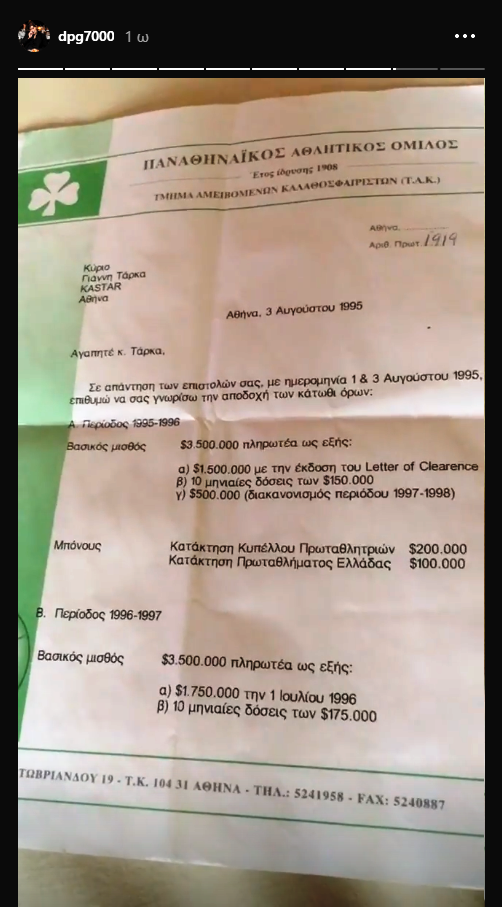 dpg7000 1 ω
ΠΑΝΑΘΗΝΑΪΚΟΣ ΑΘΛΗΤΙΚΟΣ ΟΜΙΛΟΣ
Έτος ίδρυσης 1908
ΤΜΗΜΑ ΑΜΕΙΒΟΜΕΝΩΝ ΚΑΛΑΘΟΣΦΑΙΡΙΣΤΩΝ (Τ.Α.Κ.)
Αθήνα,
Αριθ. Πρωτ. 1919
Κύριο
Γιάννη Τάρκα
KASTAR
Αθήνα
Αθήνα, 3 Αυγούστου 1995
Αγαπητέ κ. Τάρκα,
Σε απάντηση των επιστολών σας, με ημερομηνία 1 & 3 Αυγούστου 1995,
επιθυμώ να σας γνωρίσω την αποδοχή των κάτωθι όρων:
Α. Περίοδος 1995-1996
Βασικός μισθός $3.500.000 πληρωτέα ως εξής:
α) $1.500.000 με την έκδοση του Letter of Clearence
β) 10 μηνιαίες δόσεις των $150.000
γ) $500.000 (διακανονισμός περιόδου 1997-1998)
Μπόνους Κατάκτηση Κυπέλλου Πρωταθλητριών $200.000
Κατάκτηση Πρωταθλήματος Ελλάδας $100.000
Β. Περίοδος 1996-1997
Βασικός μισθός $3.500.000 πληρωτέα ως εξής:
α) $1.750.000 την 1 Ιουλίου 1996
β) 10 μηνιαίες δόσεις των $175.000
ΤΩΒΡΙΑΝΔΟΥ 19 - Τ.Κ. 104 31 ΑΘΗΝΑ - ΤΗΛ.: 5241958 - FAX: 5240887